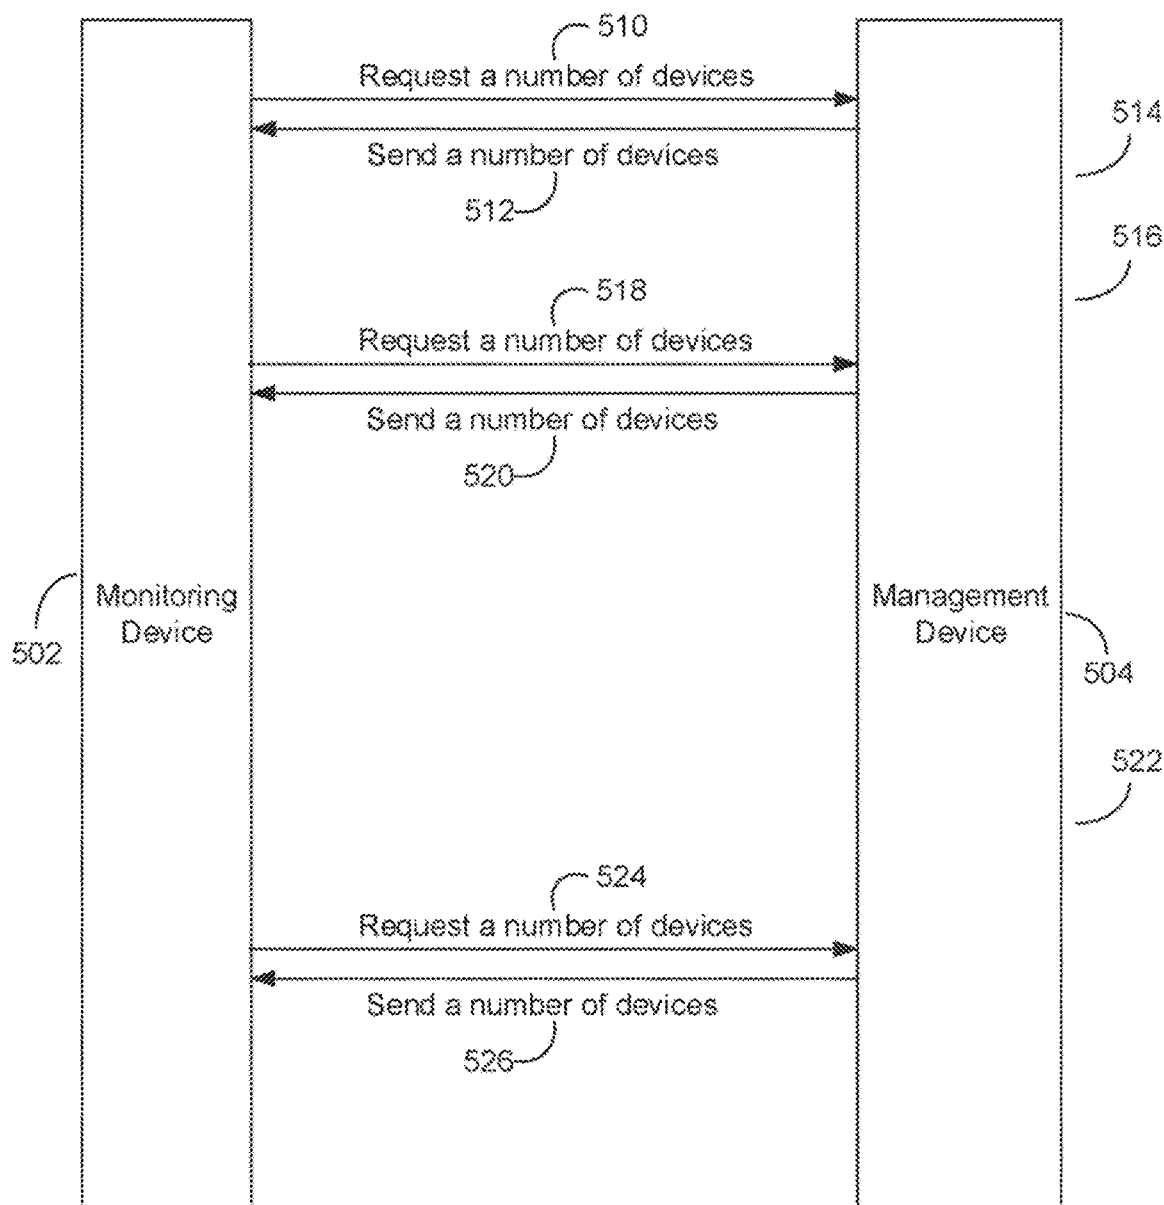 510
Request a number of devices
514
Send a number of devices
512
516
518
Request a number of devices
Send a number of devices
520
Monitoring
Device
502
Management
Device
504
522
524
Request a number of devices
Send a number of devices
526